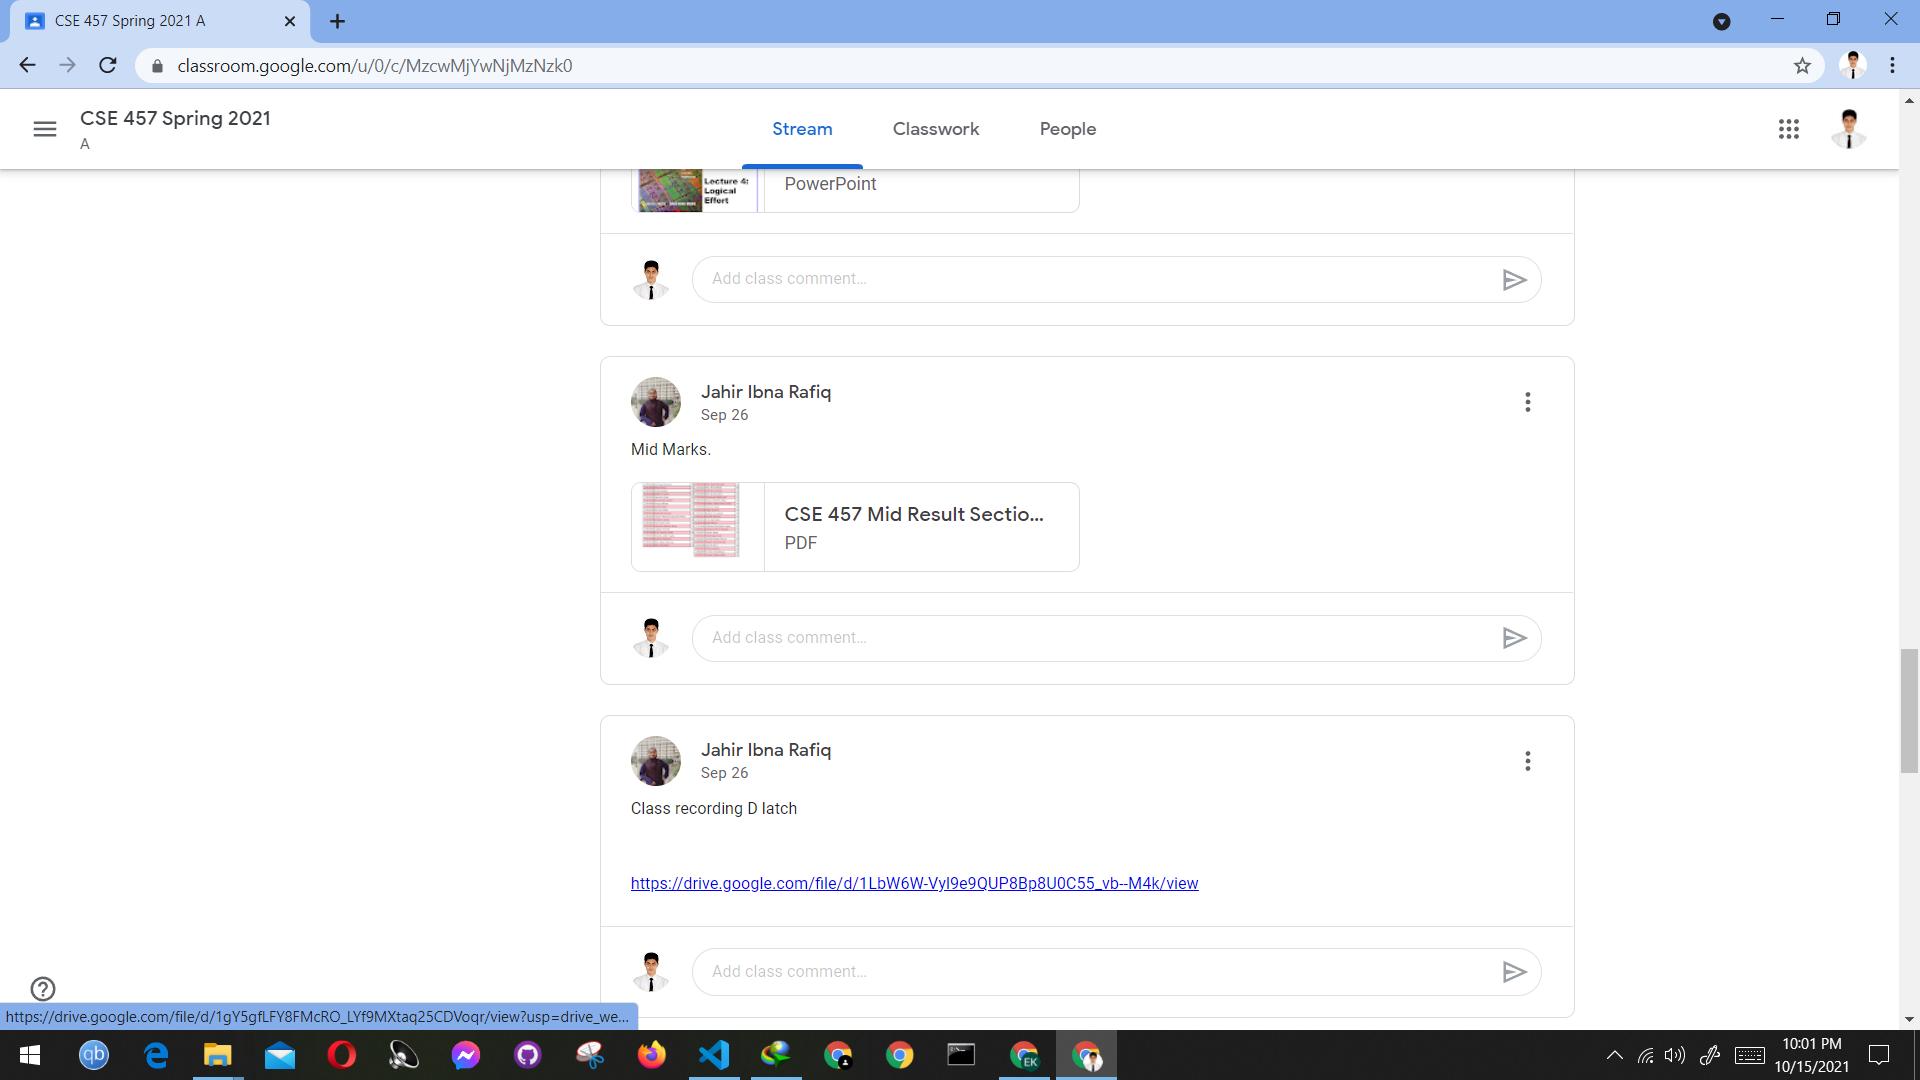 CSE 457 Spring 2021 A
classroom.google.com/u/0/c/MzcwMjYwNjMzNzk0
CSE 457 Spring 2021
A
Stream
Classwork
People
Lecture 4:
Logical
Effort
PowerPoint
Add class comment…
Jahir Ibna Rafiq
Sep 26
Mid Marks.
CSE 457 Mid Result Sectio...
PDF
Add class comment…
Jahir Ibna Rafiq
Sep 26
Class recording D latch
https://drive.google.com/file/d/1LbW6W-Vyl9e9QUP8Bp8U0C55_vb--M4k/view
Add class comment…
https://drive.google.com/file/d/1gY5gfLFY8FMcRO_LYf9MXtaq25CDVoqr/view?usp=drive_we...
qb
EK
10:01 PM
10/15/2021